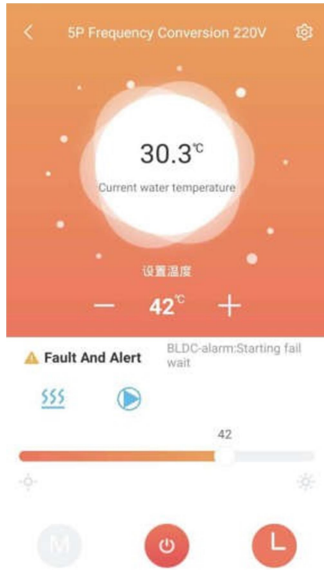 5P Frequency Conversion 220V
30.3℃
Current water temperature
设置温度
42℃
Fault And Alert
BLDC-alarm:Starting fail
wait
42
M